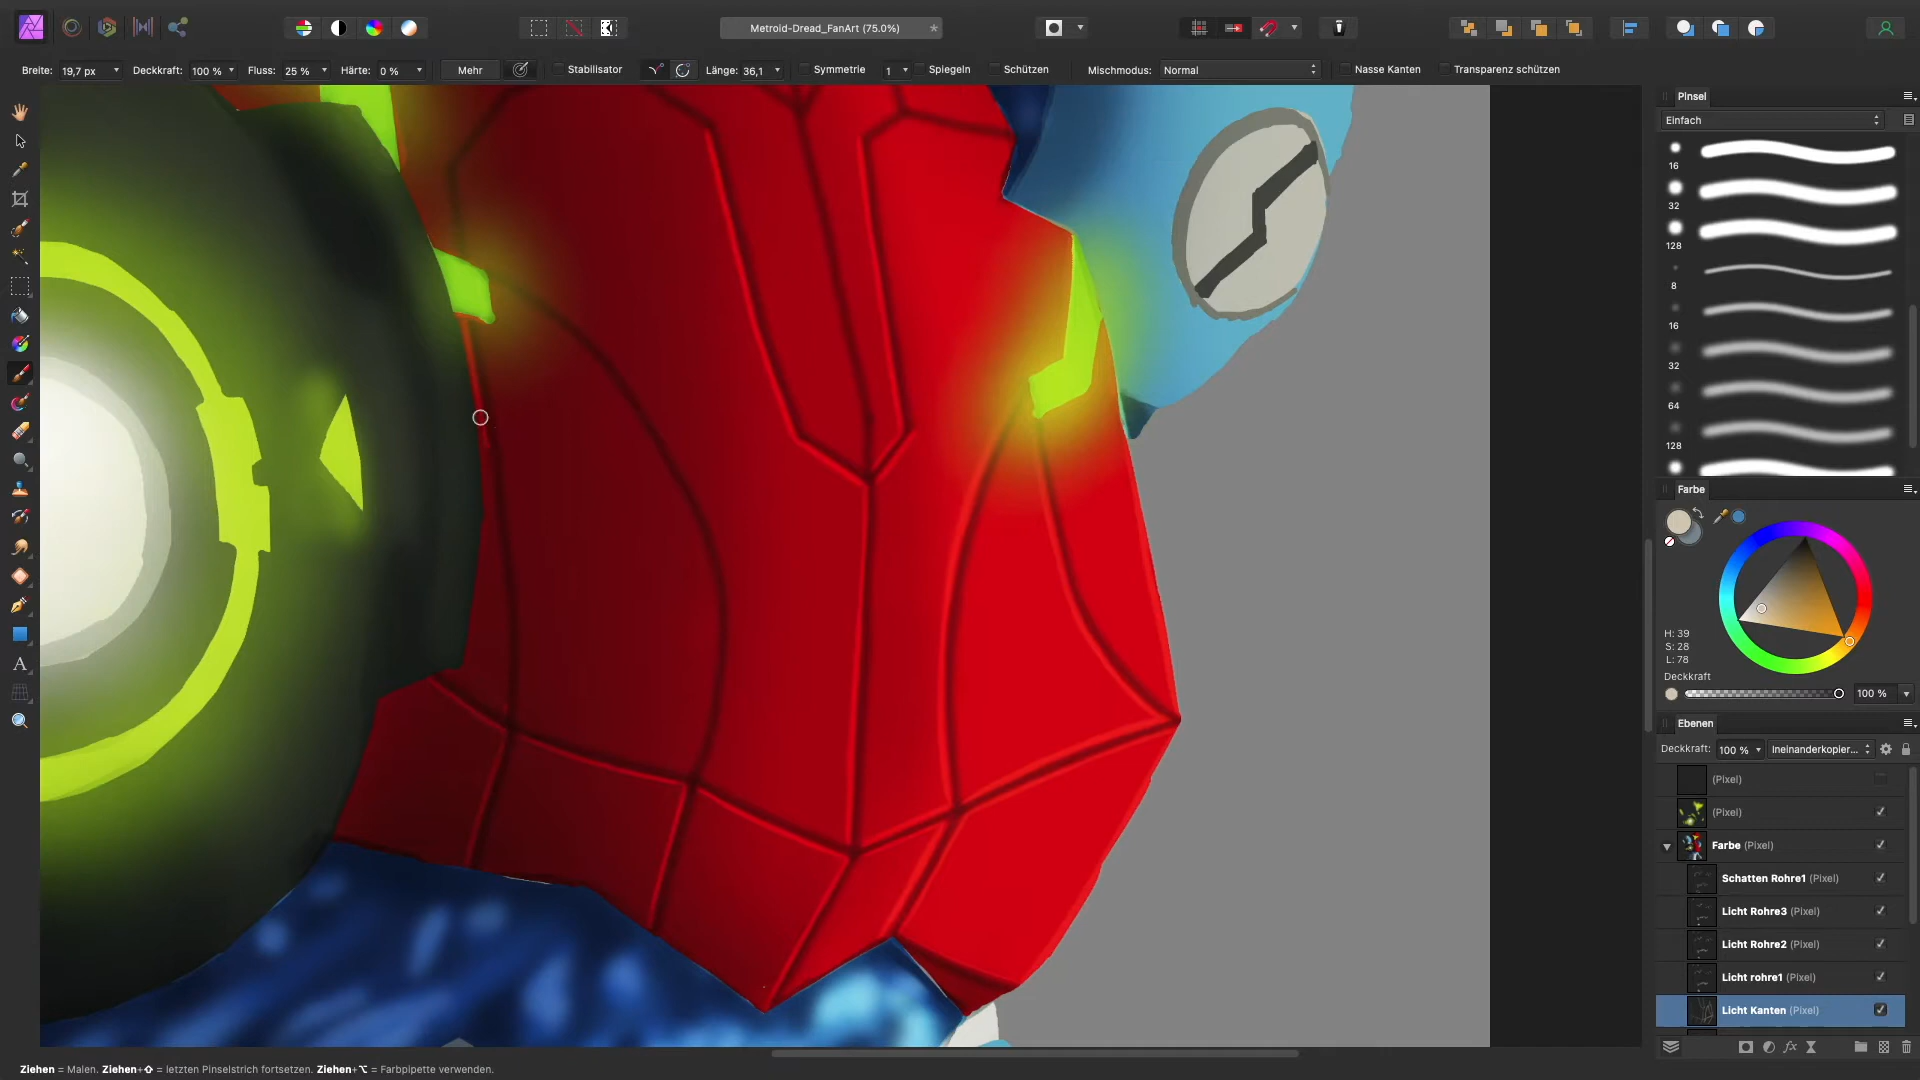 Metroid-Dread_FanArt (75.0%)
Breite: 19,7 px Deckkraft: 100 % Fluss: 25 % Härte: 0 % Mehr Stabilisator Länge: 36,1 Symmetrie 1 Spiegeln Schützen Mischmodus: Normal Nasse Kanten Transparenz schützen
Pinsel
Einfach
16
32
128
8
16
32
64
128
Farbe
H: 39
S: 28
L: 78
Deckkraft
100 %
Ebenen
Deckkraft: 100 % Ineinanderkopier...
(Pixel)
(Pixel)
Farbe (Pixel)
Schatten Rohre1 (Pixel)
Licht Rohre3 (Pixel)
Licht Rohre2 (Pixel)
Licht rohre1 (Pixel)
Licht Kanten (Pixel)
Ziehen = Malen. Ziehen+⇧ = letzten Pinselstrich fortsetzen. Ziehen+⌥ = Farbpipette verwenden.